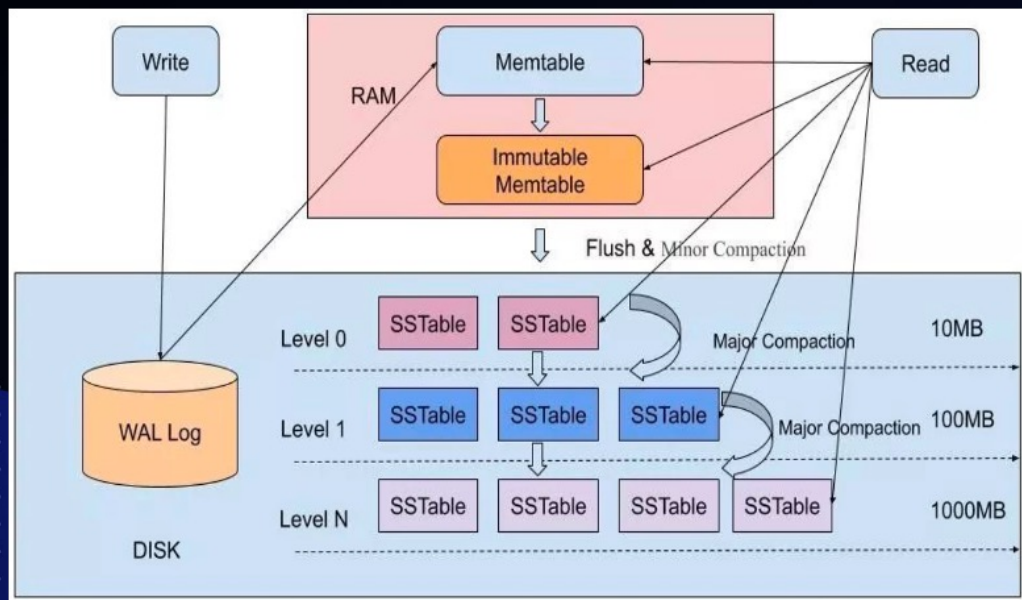 Write
Memtable
Read
RAM
Immutable
Memtable
Flush & Minor Compaction
Level 0
SSTable
SSTable
Major Compaction
10MB
WAL Log
Level 1
SSTable
SSTable
SSTable
Major Compaction
100MB
Level N
SSTable
SSTable
SSTable
SSTable
1000MB
DISK